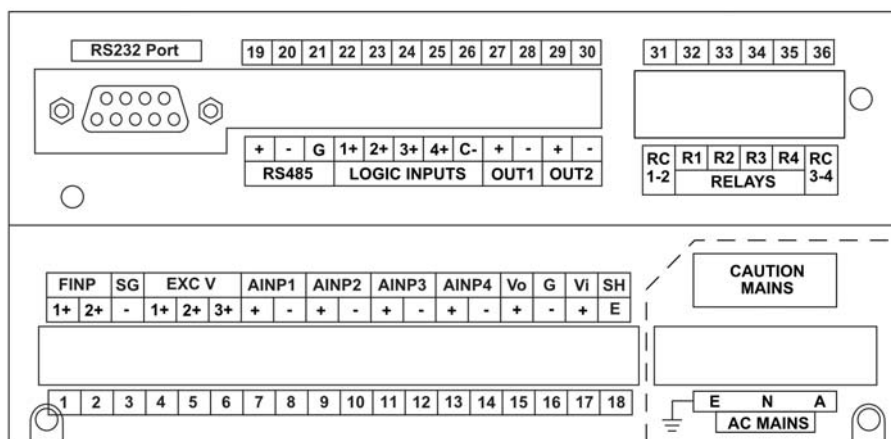 RS232 Port 19 20 21 22 23 24 25 26 27 28 29 30 31 32 33 34 35 36
+ - G 1+ 2+ 3+ 4+ C- + - + - RC 1-2 R1 R2 R3 R4 RC 3-4
RS485 LOGIC INPUTS OUT1 OUT2 RELAYS
CAUTION
MAINS
FINP SG EXC V AINP1 AINP2 AINP3 AINP4 Vo G Vi SH
1+ 2+ - 1+ 2+ 3+ + - + - + - + - + - + E
1 2 3 4 5 6 7 8 9 10 11 12 13 14 15 16 17 18
E N A
AC MAINS